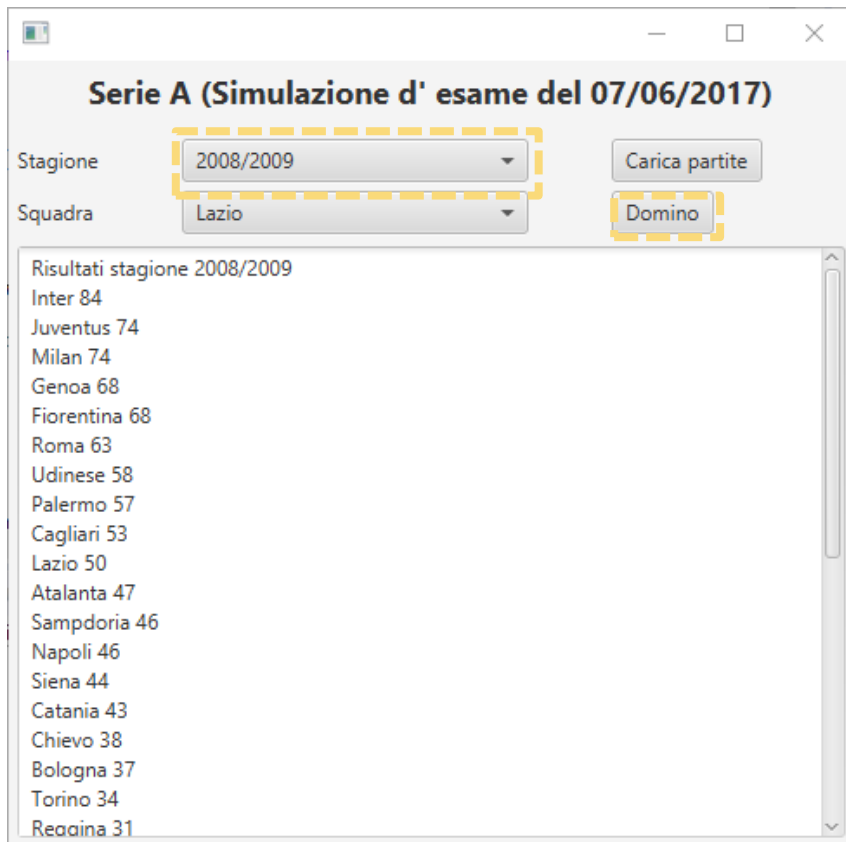 Serie A (Simulazione d' esame del 07/06/2017)
Stagione 2008/2009 Carica partite
Squadra Lazio Domino
Risultati stagione 2008/2009
Inter 84
Juventus 74
Milan 74
Genoa 68
Fiorentina 68
Roma 63
Udinese 58
Palermo 57
Cagliari 53
Lazio 50
Atalanta 47
Sampdoria 46
Napoli 46
Siena 44
Catania 43
Chievo 38
Bologna 37
Torino 34
Reggina 31